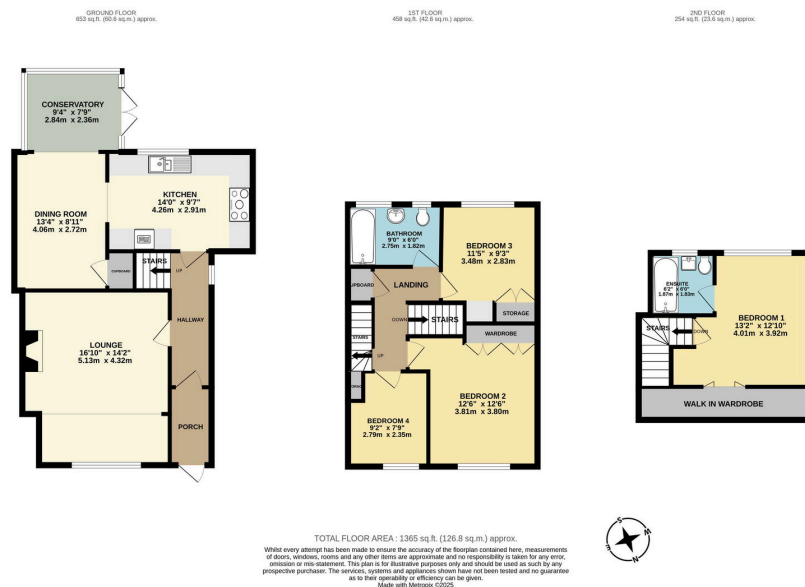 GROUND FLOOR
653 sq.ft. (60.6 sq.m.) approx.
CONSERVATORY
9'4" x 7'9"
2.84m x 2.36m
KITCHEN
14'0" x 9'7"
4.26m x 2.91m
DINING ROOM
13'4" x 8'11"
4.06m x 2.72m
CUPBOARD
STAIRS
UP
HALLWAY
LOUNGE
16'10" x 14'2"
5.13m x 4.32m
PORCH
1ST FLOOR
458 sq.ft. (42.6 sq.m.) approx.
BATHROOM
9'0" x 6'0"
2.75m x 1.82m
BEDROOM 3
11'5" x 9'3"
3.48m x 2.83m
UPBOARD
LANDING
STORAGE
DOWN
STAIRS
STAIRS
UP
WARDROBE
BEDROOM 2
12'6" x 12'6"
3.81m x 3.80m
BEDROOM 4
9'2" x 7'9"
2.79m x 2.35m
2ND FLOOR
254 sq.ft. (23.6 sq.m.) approx.
ENSUITE
6'2" x 6'0"
1.87m x 1.83m
BEDROOM 1
13'2" x 12'10"
4.01m x 3.92m
STAIRS
DOWN
WALK IN WARDROBE
S
W
N
E
TOTAL FLOOR AREA : 1365 sq.ft. (126.8 sq.m.) approx.
Whilst every attempt has been made to ensure the accuracy of the floorplan contained here, measurements
of doors, windows, rooms and any other items are approximate and no responsibility is taken for any error,
omission or mis-statement. This plan is for illustrative purposes only and should be used as such by any
prospective purchaser. The services, systems and appliances shown have not been tested and no guarantee
as to their operability or efficiency can be given.
Made with Metropix ©2025